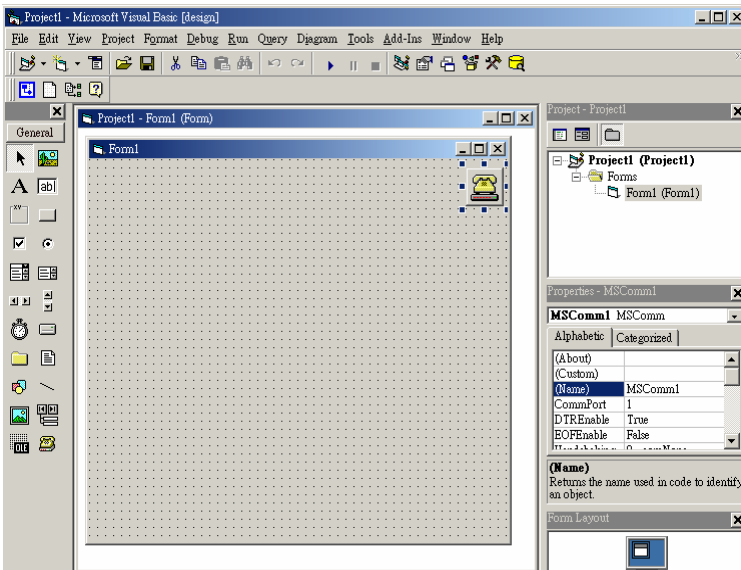 Project1 - Microsoft Visual Basic [design]
File Edit View Project Format Debug Run Query Diagram Tools Add-Ins Window Help
General
A
ab
xv
OLE
Project1 - Form1 (Form)
Form1
Project - Project1
Project1 (Project1)
Forms
Form1 (Form1)
Properties - MSComm1
MSComm1 MSComm
Alphabetic Categorized
(About)
(Custom)
(Name) MSComm1
CommPort 1
DTREnable True
EOFEnable False
(Name)
Returns the name used in code to identify
an object.
Form Layout